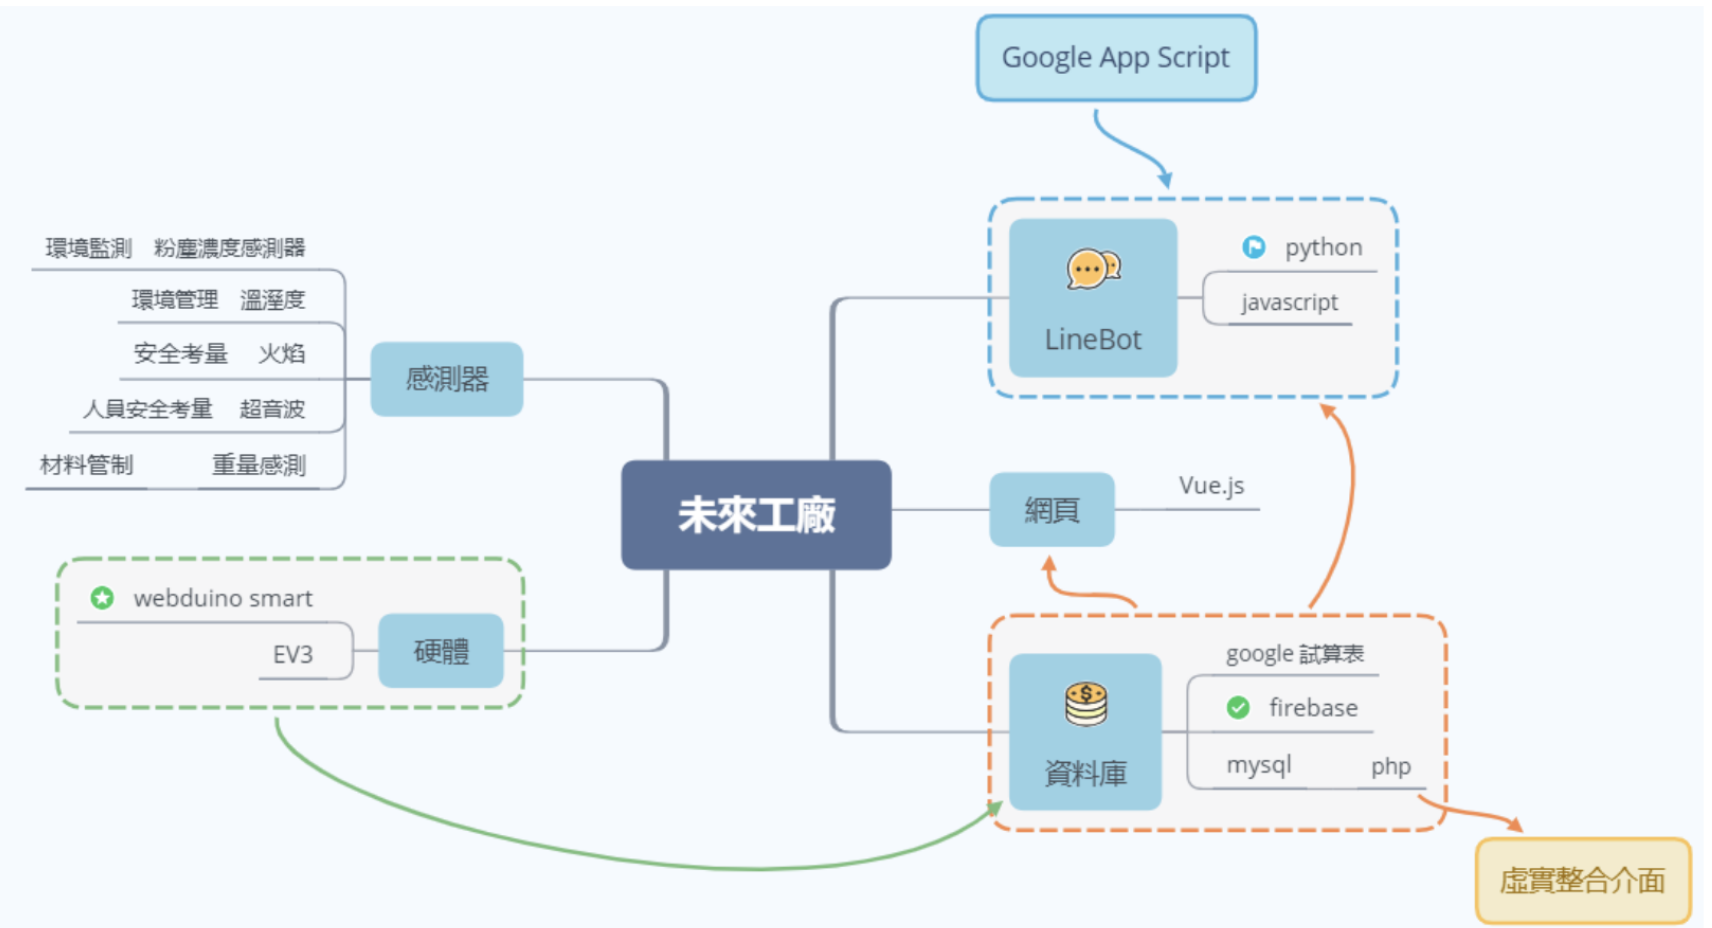 Google App Script
環境監測 粉塵濃度感測器
環境管理 溫溼度
安全考量 火焰
人員安全考量 超音波
材料管制 重量感測
感測器
python
javascript
LineBot
未來工廠
網頁
Vue.js
webduino smart
EV3
硬體
google 試算表
firebase
mysql php
資料庫
虛實整合介面